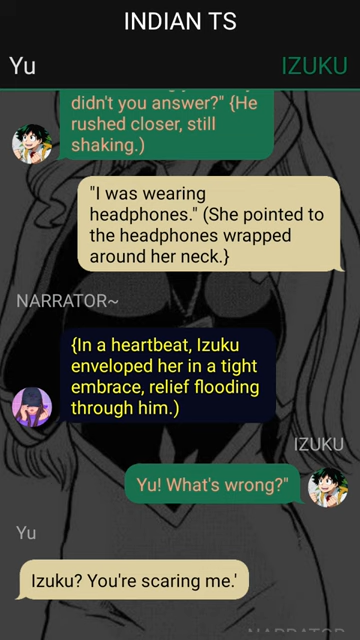 INDIAN TS
Yu IZUKU
didn't you answer?" {He
rushed closer, still
shaking.)
"I was wearing
headphones." (She pointed to
the headphones wrapped
around her neck.}
NARRATOR~
{In a heartbeat, Izuku
enveloped her in a tight
embrace, relief flooding
through him.)
IZUKU
Yu! What's wrong?"
Yu
Izuku? You're scaring me.'